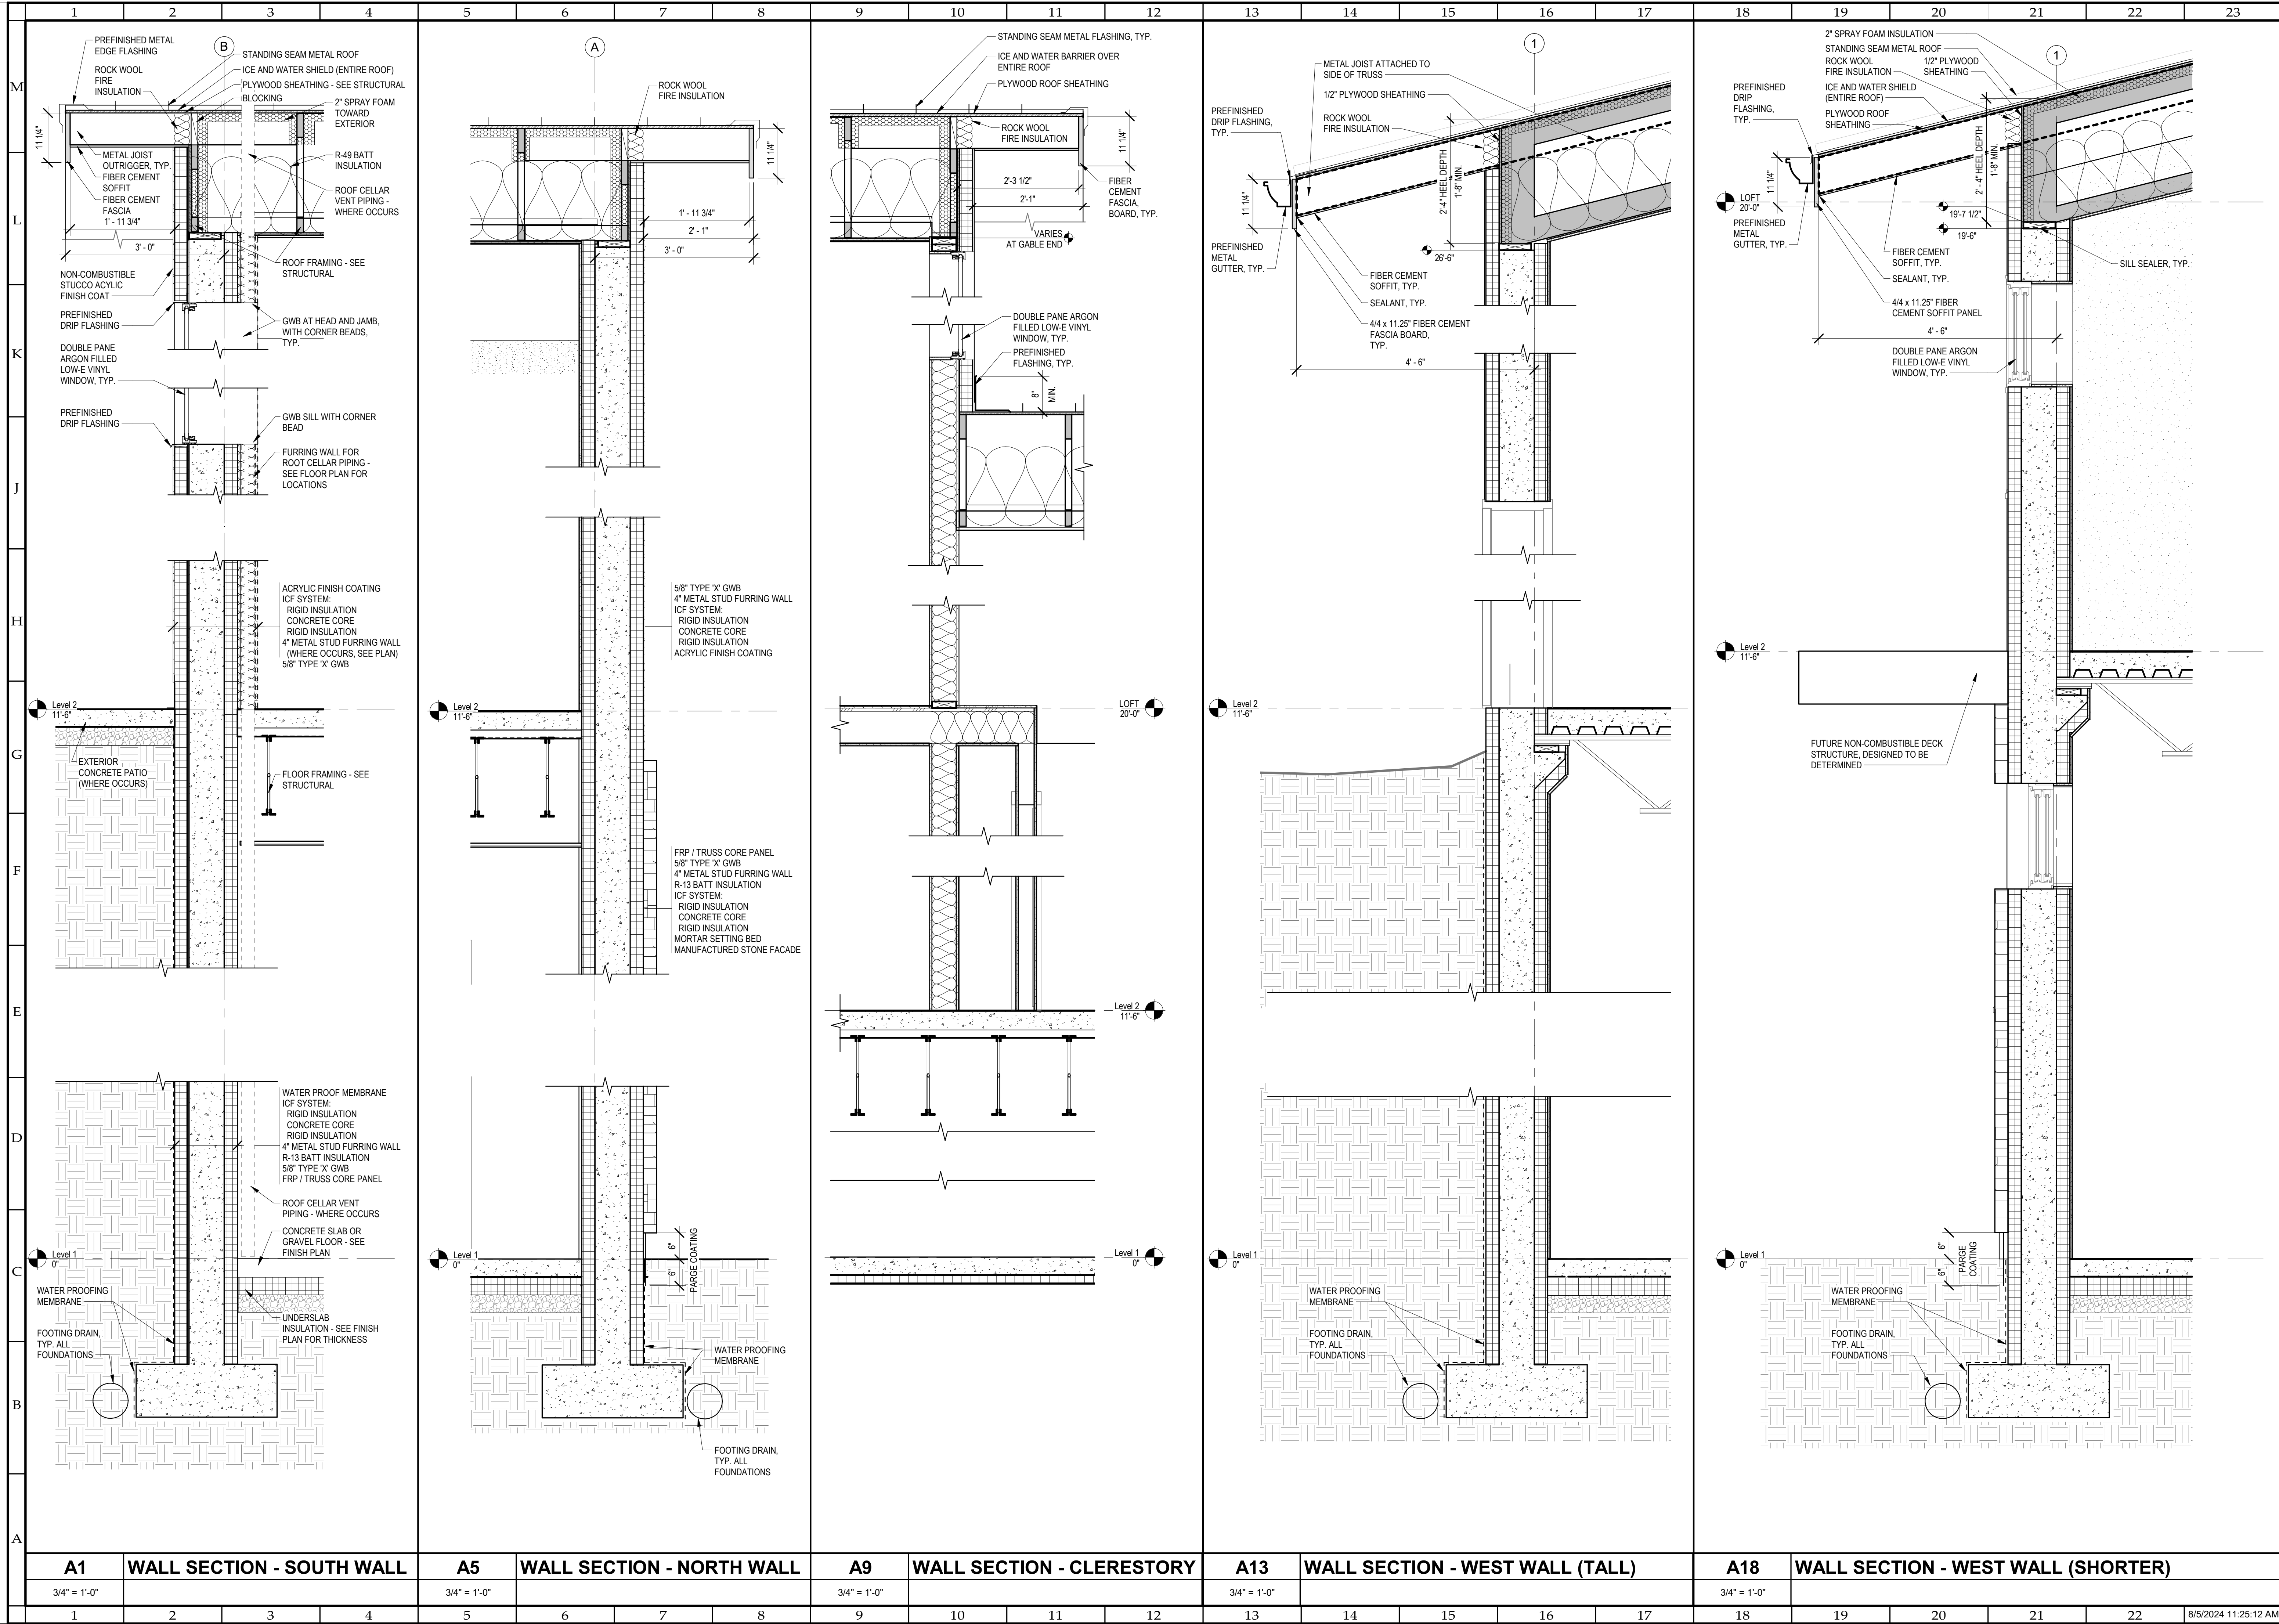 1 2 3 4 5 6 7 8 9 10 11 12 13 14 15 16 17 18 19 20 21 22 23
M
L
K
J
H
G
F
E
D
C
B
A
PREFINISHED METAL
EDGE FLASHING
B
ROCK WOOL
FIRE
INSULATION
STANDING SEAM METAL ROOF
ICE AND WATER SHIELD (ENTIRE ROOF)
PLYWOOD SHEATHING - SEE STRUCTURAL
BLOCKING
2" SPRAY FOAM
TOWARD
EXTERIOR
11 1/4"
METAL JOIST
OUTRIGGER, TYP.
FIBER CEMENT
SOFFIT
FIBER CEMENT
FASCIA
1' - 11 3/4"
3' - 0"
R-49 BATT
INSULATION
ROOF CELLAR
VENT PIPING -
WHERE OCCURS
ROOF FRAMING - SEE
STRUCTURAL
NON-COMBUSTIBLE
STUCCO ACYLIC
FINISH COAT
PREFINISHED
DRIP FLASHING
GWB AT HEAD AND JAMB,
WITH CORNER BEADS,
TYP.
DOUBLE PANE
ARGON FILLED
LOW-E VINYL
WINDOW, TYP.
PREFINISHED
DRIP FLASHING
GWB SILL WITH CORNER
BEAD
FURRING WALL FOR
ROOT CELLAR PIPING -
SEE FLOOR PLAN FOR
LOCATIONS
ACRYLIC FINISH COATING
ICF SYSTEM:
RIGID INSULATION
CONCRETE CORE
RIGID INSULATION
4" METAL STUD FURRING WALL
(WHERE OCCURS, SEE PLAN)
5/8" TYPE 'X' GWB
Level 2
11'-6"
EXTERIOR
CONCRETE PATIO
(WHERE OCCURS)
FLOOR FRAMING - SEE
STRUCTURAL
WATER PROOF MEMBRANE
ICF SYSTEM:
RIGID INSULATION
CONCRETE CORE
RIGID INSULATION
4" METAL STUD FURRING WALL
R-13 BATT INSULATION
5/8" TYPE 'X' GWB
FRP / TRUSS CORE PANEL
ROOF CELLAR VENT
PIPING - WHERE OCCURS
CONCRETE SLAB OR
GRAVEL FLOOR - SEE
FINISH PLAN
Level 1
0"
WATER PROOFING
MEMBRANE
UNDERSLAB
INSULATION - SEE FINISH
PLAN FOR THICKNESS
FOOTING DRAIN,
TYP. ALL
FOUNDATIONS
A1 WALL SECTION - SOUTH WALL
3/4" = 1'-0"
A
ROCK WOOL
FIRE INSULATION
11 1/4"
1' - 11 3/4"
2' - 1"
3' - 0"
5/8" TYPE 'X' GWB
4" METAL STUD FURRING WALL
ICF SYSTEM:
RIGID INSULATION
CONCRETE CORE
RIGID INSULATION
ACRYLIC FINISH COATING
Level 2
11'-6"
FRP / TRUSS CORE PANEL
5/8" TYPE 'X' GWB
4" METAL STUD FURRING WALL
R-13 BATT INSULATION
ICF SYSTEM:
RIGID INSULATION
CONCRETE CORE
RIGID INSULATION
MORTAR SETTING BED
MANUFACTURED STONE FACADE
Level 1
0"
6"
6"
PARGE COATING
WATER PROOFING
MEMBRANE
FOOTING DRAIN,
TYP. ALL
FOUNDATIONS
A5 WALL SECTION - NORTH WALL
3/4" = 1'-0"
STANDING SEAM METAL FLASHING, TYP.
ICE AND WATER BARRIER OVER
ENTIRE ROOF
PLYWOOD ROOF SHEATHING
ROCK WOOL
FIRE INSULATION
11 1/4"
2'-3 1/2"
2'-1"
FIBER
CEMENT
FASCIA,
BOARD, TYP.
VARIES
AT GABLE END
DOUBLE PANE ARGON
FILLED LOW-E VINYL
WINDOW, TYP.
PREFINISHED
FLASHING, TYP.
8"
MIN.
LOFT
20'-0"
Level 2
11'-6"
Level 1
0"
A9 WALL SECTION - CLERESTORY
3/4" = 1'-0"
1
METAL JOIST ATTACHED TO
SIDE OF TRUSS
1/2" PLYWOOD SHEATHING
PREFINISHED
DRIP FLASHING,
TYP.
ROCK WOOL
FIRE INSULATION
2'-4" HEEL DEPTH
1'-8" MIN.
11 1/4"
PREFINISHED
METAL
GUTTER, TYP.
26'-6"
FIBER CEMENT
SOFFIT, TYP.
SEALANT, TYP.
4/4 x 11.25" FIBER CEMENT
FASCIA BOARD,
TYP.
4' - 6"
Level 2
11'-6"
Level 1
0"
WATER PROOFING
MEMBRANE
FOOTING DRAIN,
TYP. ALL
FOUNDATIONS
A13 WALL SECTION - WEST WALL (TALL)
3/4" = 1'-0"
2" SPRAY FOAM INSULATION
STANDING SEAM METAL ROOF
ROCK WOOL
FIRE INSULATION
1/2" PLYWOOD
SHEATHING
1
PREFINISHED
DRIP
FLASHING,
TYP.
ICE AND WATER SHIELD
(ENTIRE ROOF)
PLYWOOD ROOF
SHEATHING
2' - 4" HEEL DEPTH
1'-8" MIN.
11 1/4"
LOFT
20'-0"
19'-7 1/2"
19'-6"
PREFINISHED
METAL
GUTTER, TYP.
FIBER CEMENT
SOFFIT, TYP.
SILL SEALER, TYP.
SEALANT, TYP.
4/4 x 11.25" FIBER
CEMENT SOFFIT PANEL
4' - 6"
DOUBLE PANE ARGON
FILLED LOW-E VINYL
WINDOW, TYP.
Level 2
11'-6"
FUTURE NON-COMBUSTIBLE DECK
STRUCTURE, DESIGNED TO BE
DETERMINED
Level 1
0"
6"
6"
PARGE
COATING
WATER PROOFING
MEMBRANE
FOOTING DRAIN,
TYP. ALL
FOUNDATIONS
A18 WALL SECTION - WEST WALL (SHORTER)
3/4" = 1'-0"
1 2 3 4 5 6 7 8 9 10 11 12 13 14 15 16 17 18 19 20 21 22
8/5/2024 11:25:12 AM